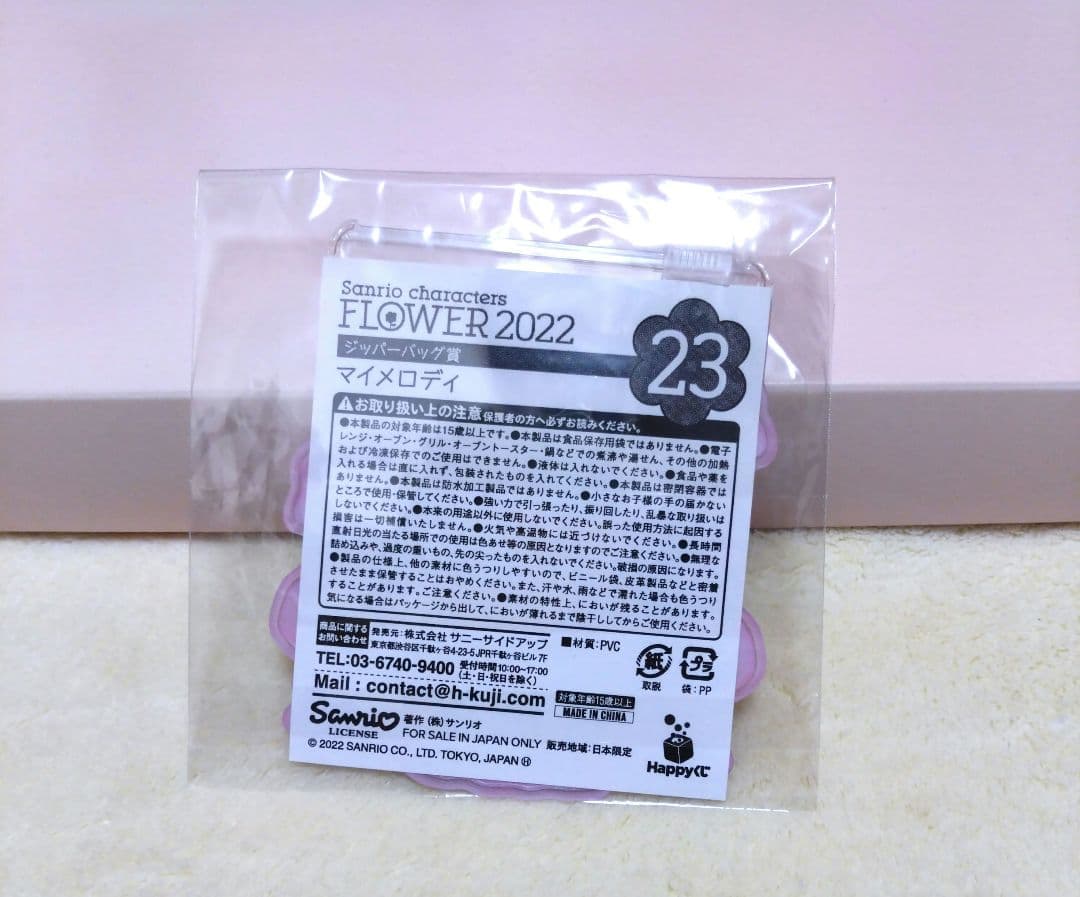 Sanrio characters
FLOWER 2022
23
ジッパーバッグ賞
マイメロディ
お取り扱い上の注意 保護者の方へ必ずお読みください。
●本製品の対象年齢は15歳以上です。●本製品は食品保存用袋ではありません。●電子
レンジ・オーブン・グリル・オーブントースター・鍋などでの煮沸や湯せん、その他の加熱
および冷凍保存でのご使用はできません。●液体は入れないでください。●食品や薬を
入れる場合は直に入れず、包装されたものを入れてください。●本製品は密閉容器では
ありません。●本製品は防水加工製品ではありません。●小さなお子様の手の届かない
ところで使用・保管してください。●強い力で引っ張ったり、振り回したり、乱暴な取り扱いは
しないでください。●本来の用途以外に使用しないでください。誤った使用方法に起因する
損害は一切補償いたしません。●火気や高温物には近づけないでください。●長時間
直射日光の当たる場所での使用は色あせ等の原因となりますのでご注意ください。●無理な
詰め込みや、過度の重いもの、先の尖ったものを入れないでください。破損の原因になります。
●製品の仕様上、他の素材に色うつりしやすいので、ビニール袋、皮革製品などと密着
させたまま保管することはおやめください。また、汗や水、雨などで濡れた場合も色うつり
することがあります。ご注意ください。●素材の特性上、においが残ることがあります。
気になる場合はパッケージから出して、においが薄れるまで陰干ししてからご使用ください。
商品に関する
お問い合わせ
発売元:株式会社 サニーサイドアップ
東京都渋谷区千駄ヶ谷4-23-5 JPR千駄ヶ谷ビル 7F
TEL:03-6740-9400 受付時間10:00~17:00
(土・日・祝日を除く)
Mail : contact@h-kuji.com
■材質:PVC
紙
取説
プラ
袋:PP
対象年齢15歳以上
MADE IN CHINA
Sanrio
LICENSE
著作 (株) サンリオ
FOR SALE IN JAPAN ONLY 販売地域:日本限定
© 2022 SANRIO CO., LTD. TOKYO, JAPAN Ⓗ
Happyくじ